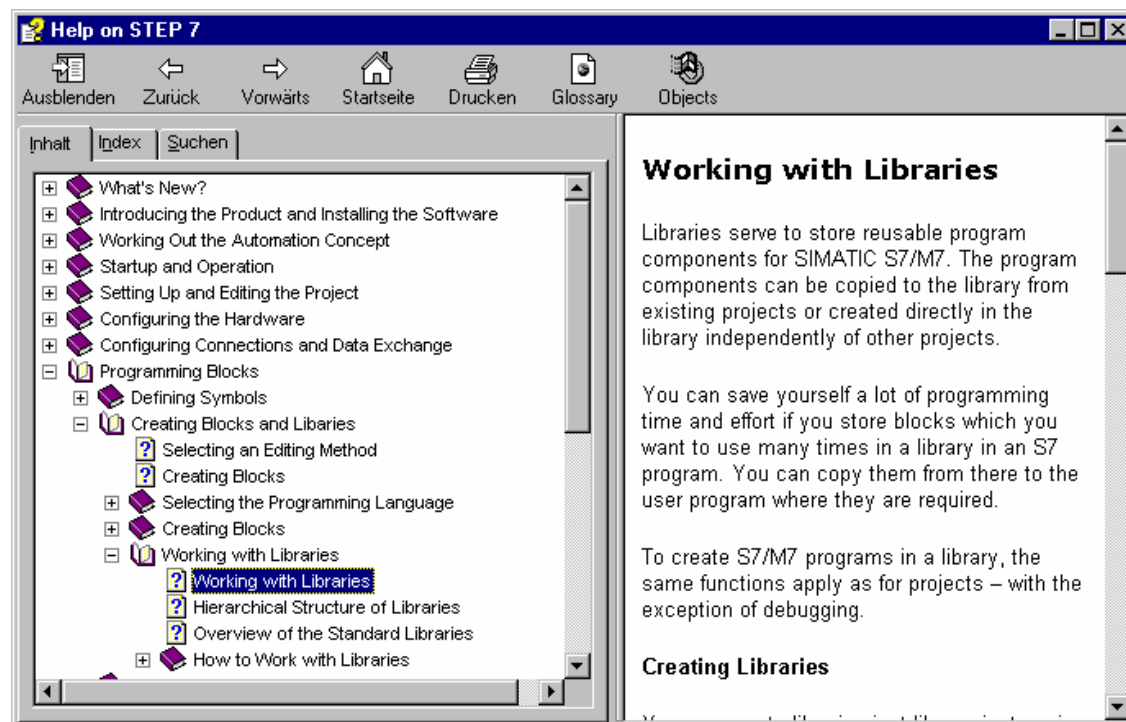 Help on STEP 7
Ausblenden Zurück Vorwärts Startseite Drucken Glossary Objects
Inhalt Index Suchen
What's New?
Introducing the Product and Installing the Software
Working Out the Automation Concept
Startup and Operation
Setting Up and Editing the Project
Configuring the Hardware
Configuring Connections and Data Exchange
Programming Blocks
Defining Symbols
Creating Blocks and Libaries
Selecting an Editing Method
Creating Blocks
Selecting the Programming Language
Creating Blocks
Working with Libraries
Working with Libraries
Hierarchical Structure of Libraries
Overview of the Standard Libraries
How to Work with Libraries
Working with Libraries
Libraries serve to store reusable program
components for SIMATIC S7/M7. The program
components can be copied to the library from
existing projects or created directly in the
library independently of other projects.
You can save yourself a lot of programming
time and effort if you store blocks which you
want to use many times in a library in an S7
program. You can copy them from there to the
user program where they are required.
To create S7/M7 programs in a library, the
same functions apply as for projects – with the
exception of debugging.
Creating Libraries